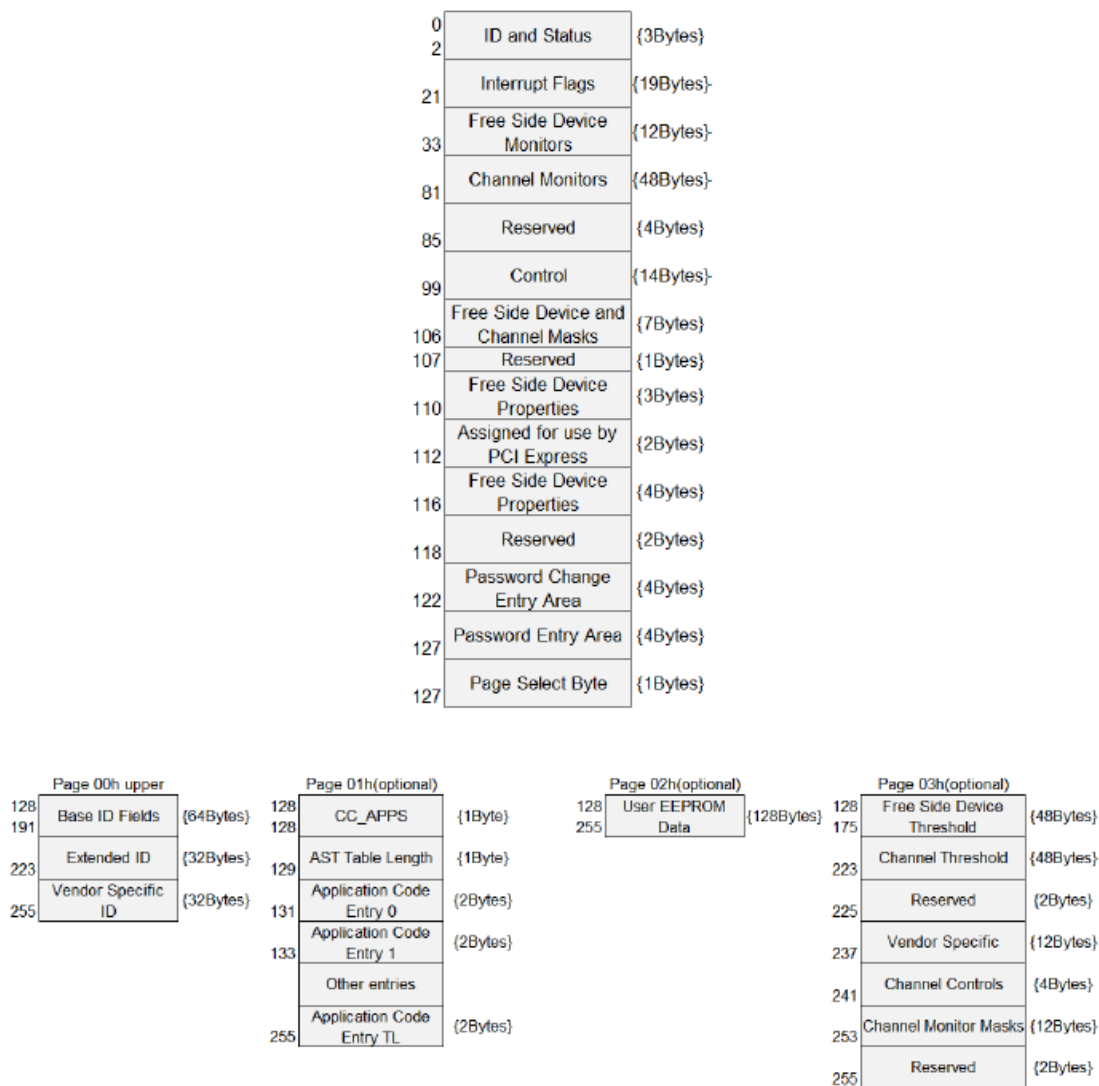 0
2
ID and Status
{3Bytes}
21
Interrupt Flags
{19Bytes}
33
Free Side Device
Monitors
{12Bytes}
81
Channel Monitors
{48Bytes}
85
Reserved
{4Bytes}
99
Control
{14Bytes}
106
Free Side Device and
Channel Masks
{7Bytes}
107
Reserved
{1Bytes}
110
Free Side Device
Properties
{3Bytes}
112
Assigned for use by
PCI Express
{2Bytes}
116
Free Side Device
Properties
{4Bytes}
118
Reserved
{2Bytes}
122
Password Change
Entry Area
{4Bytes}
127
Password Entry Area
{4Bytes}
127
Page Select Byte
{1Bytes}
Page 00h upper
128
191
Base ID Fields
{64Bytes}
223
Extended ID
{32Bytes}
255
Vendor Specific
ID
{32Bytes}
Page 01h(optional)
128
128
CC_APPS
{1Byte}
129
AST Table Length
{1Byte}
131
Application Code
Entry 0
{2Bytes}
133
Application Code
Entry 1
{2Bytes}
Other entries
255
Application Code
Entry TL
{2Bytes}
Page 02h(optional)
128
255
User EEPROM
Data
{128Bytes}
Page 03h(optional)
128
175
Free Side Device
Threshold
{48Bytes}
223
Channel Threshold
{48Bytes}
225
Reserved
{2Bytes}
237
Vendor Specific
{12Bytes}
241
Channel Controls
{4Bytes}
253
Channel Monitor Masks
{12Bytes}
255
Reserved
{2Bytes}